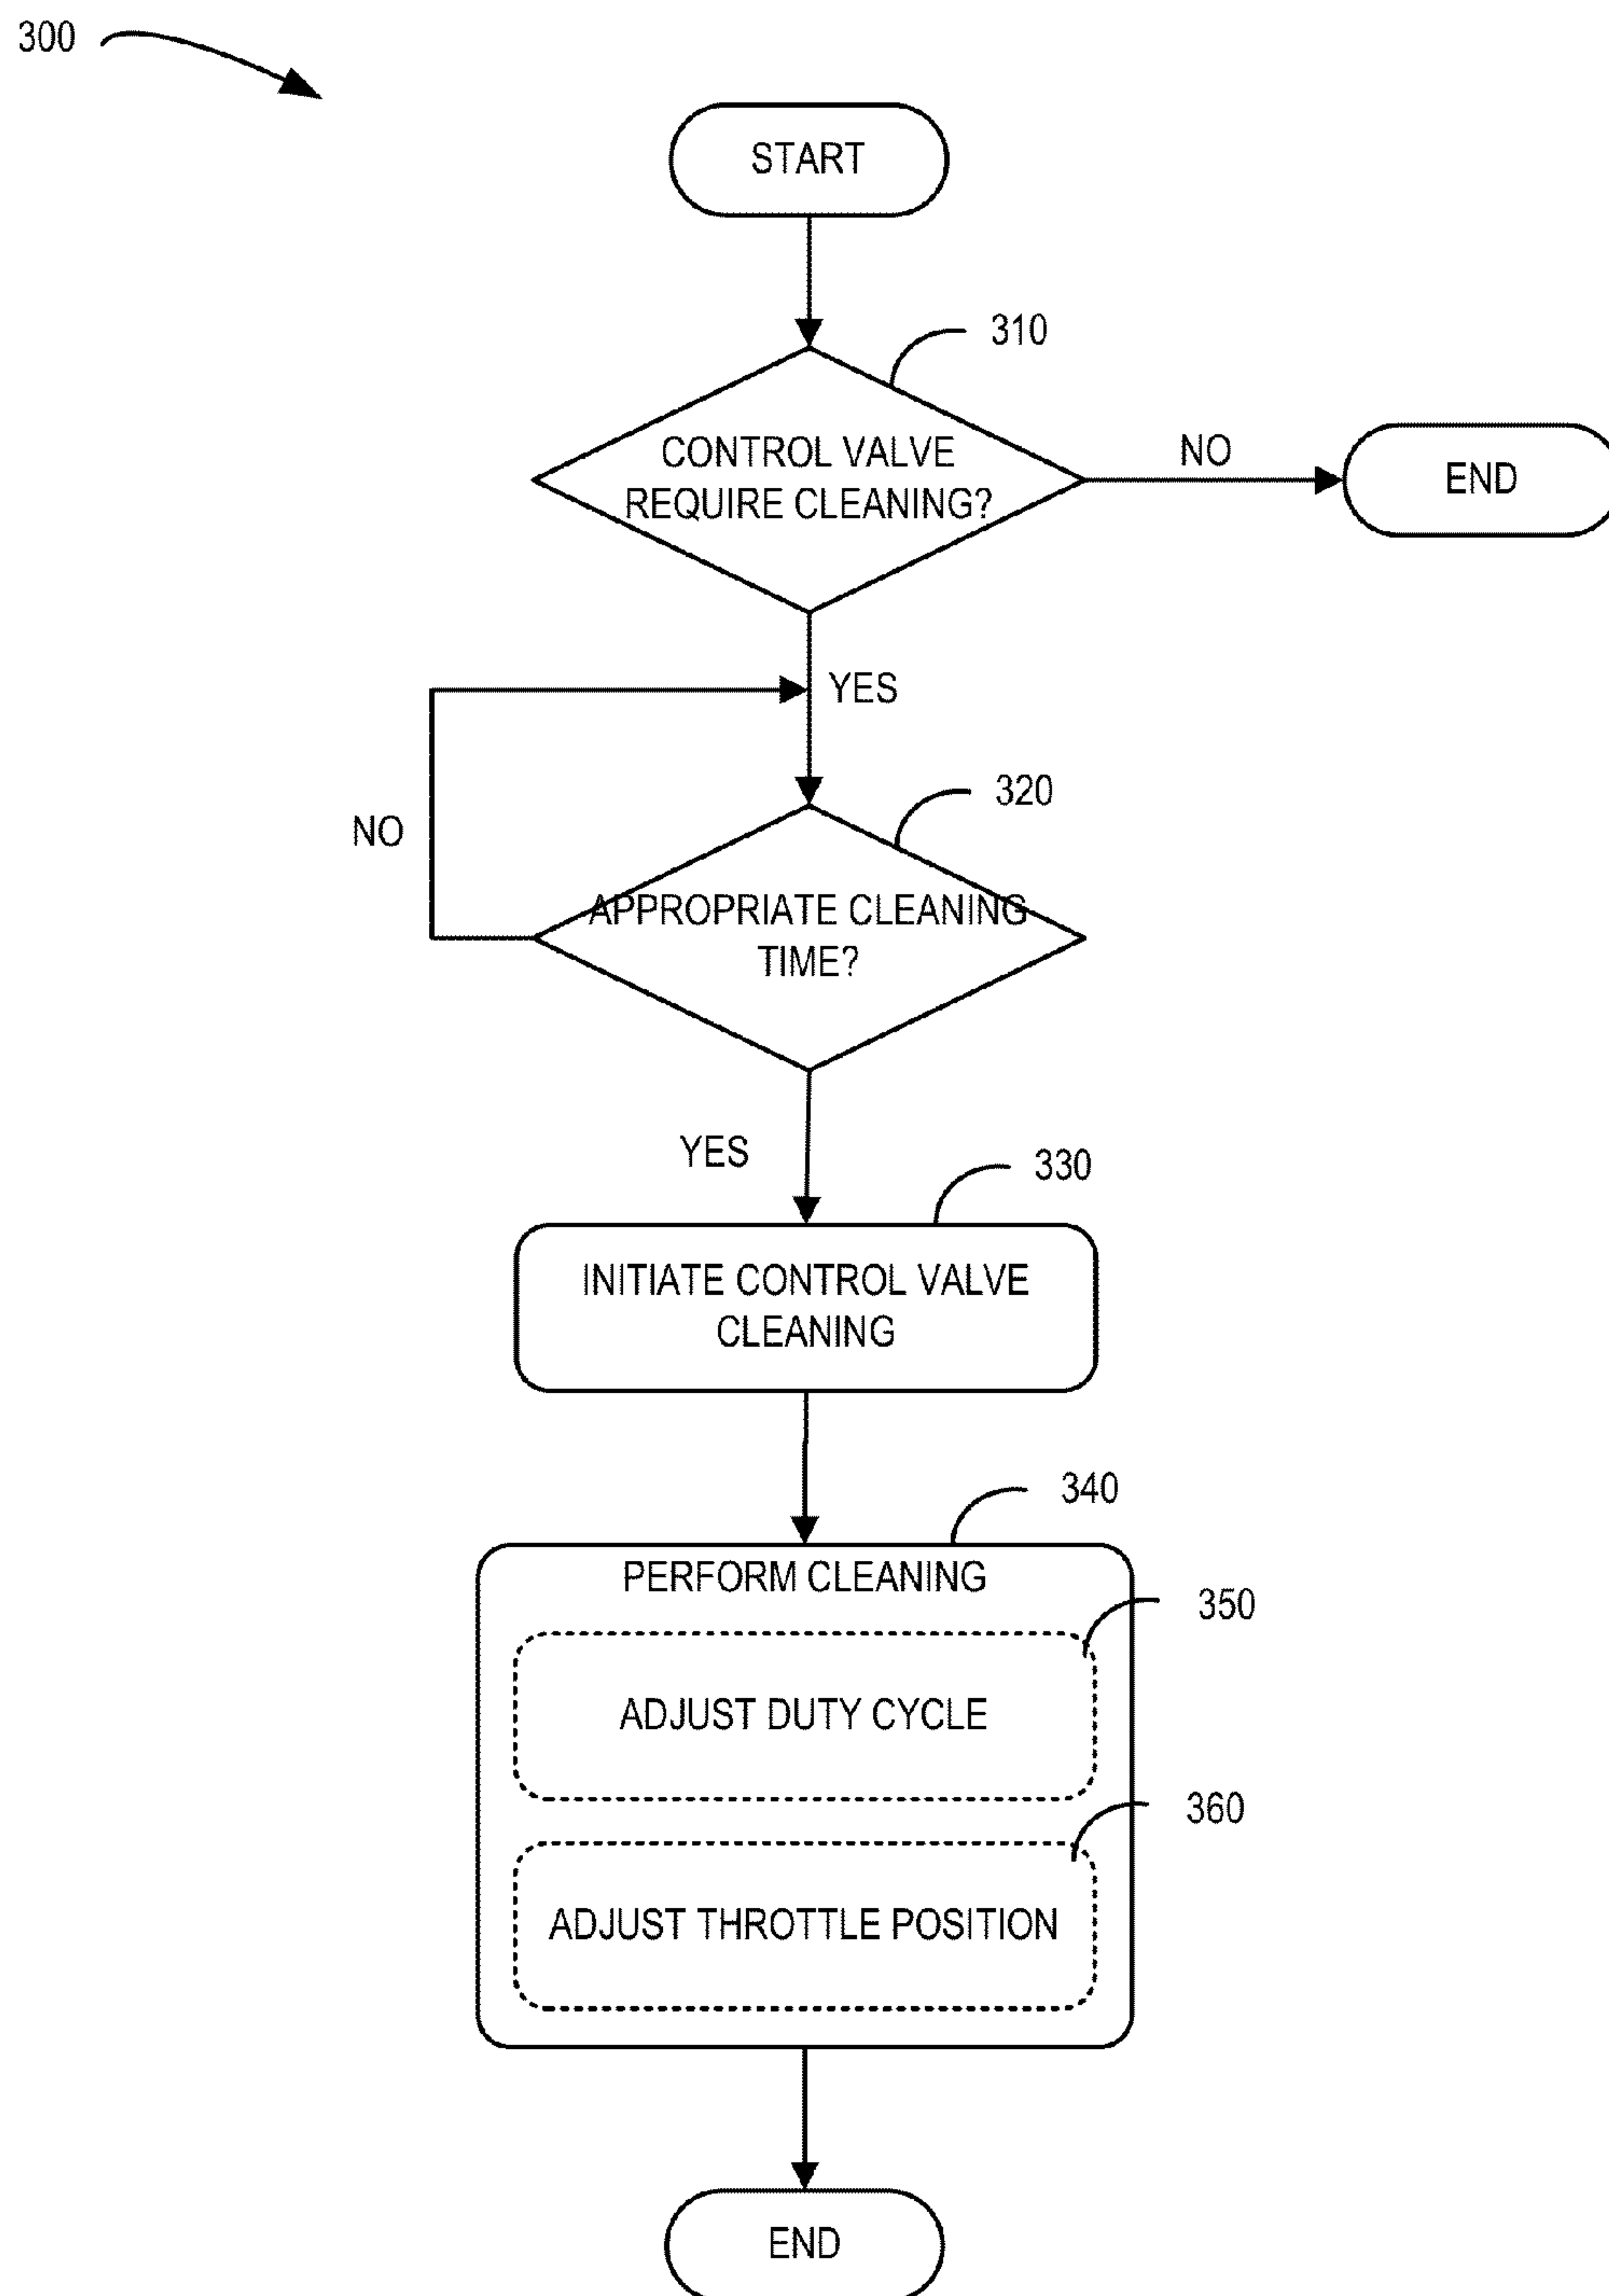 300
START
310
CONTROL VALVE
REQUIRE CLEANING?
NO
END
YES
320
NO
APPROPRIATE CLEANING
TIME?
YES
330
INITIATE CONTROL VALVE
CLEANING
340
PERFORM CLEANING
350
ADJUST DUTY CYCLE
360
ADJUST THROTTLE POSITION
END